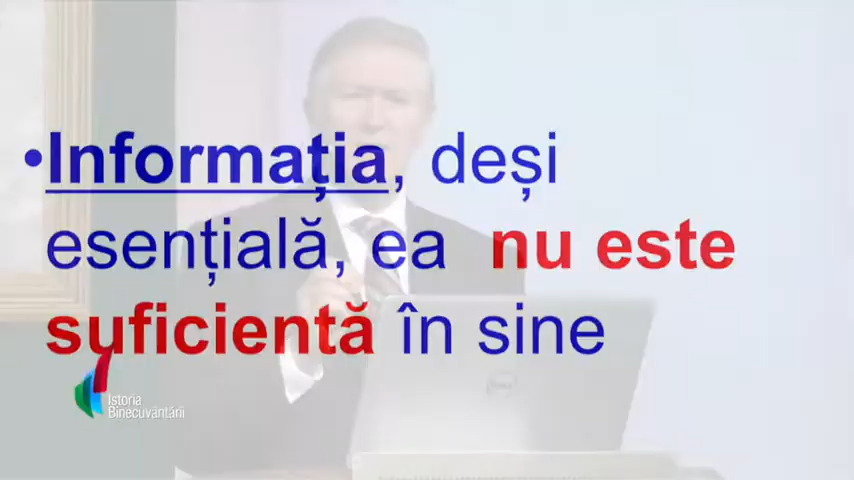 •Informația, deși
esențială, ea nu este
suficientă în sine
Istoria
Binecuvântării